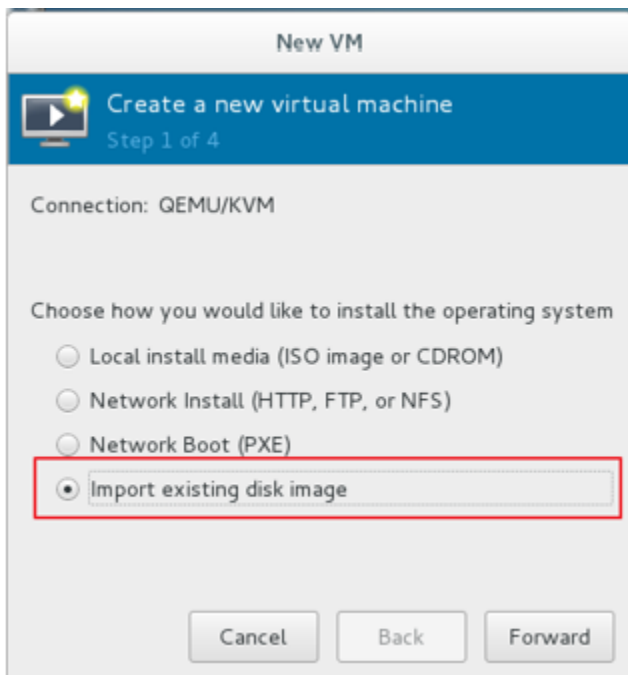 New VM
Create a new virtual machine
Step 1 of 4
Connection: QEMU/KVM
Choose how you would like to install the operating system
Local install media (ISO image or CDROM)
Network Install (HTTP, FTP, or NFS)
Network Boot (PXE)
Import existing disk image
Cancel Back Forward